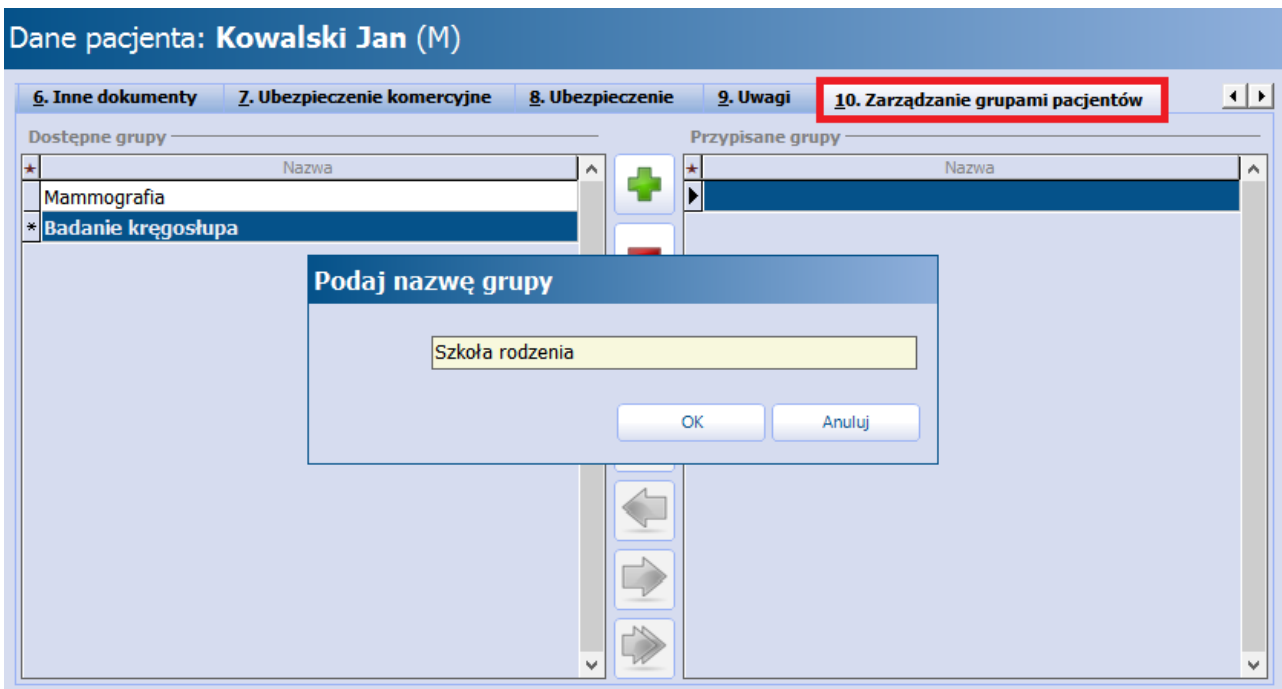 Dane pacjenta: Kowalski Jan (M)
6. Inne dokumenty 7. Ubezpieczenie komercyjne 8. Ubezpieczenie 9. Uwagi 10. Zarządzanie grupami pacjentów
Dostępne grupy Przypisane grupy
Nazwa Nazwa
Mammografia
* Badanie kręgosłupa
Podaj nazwę grupy
Szkoła rodzenia
OK Anuluj